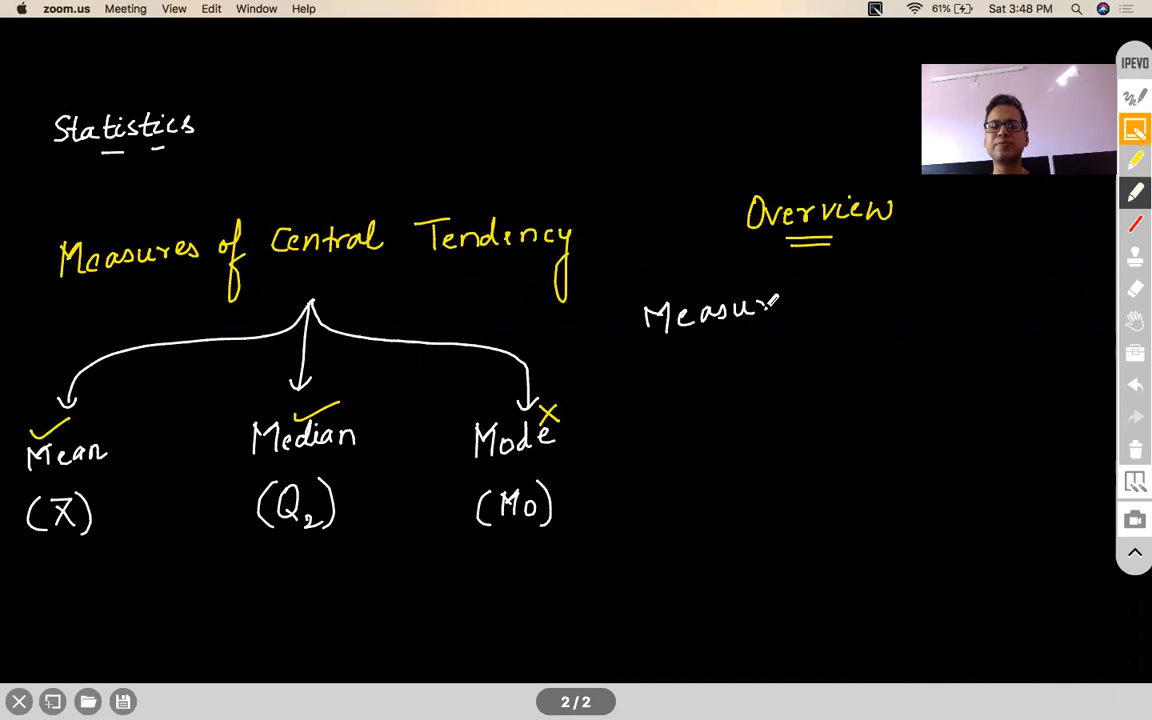 zoom.us Meeting View Edit Window Help 61% Sat 3:48 PM
IPEVO
Statistics
Overview
Measures of Central Tendency
Measur
Mean Median Mode
(X̄) (Q₂) (Mo)
2/2